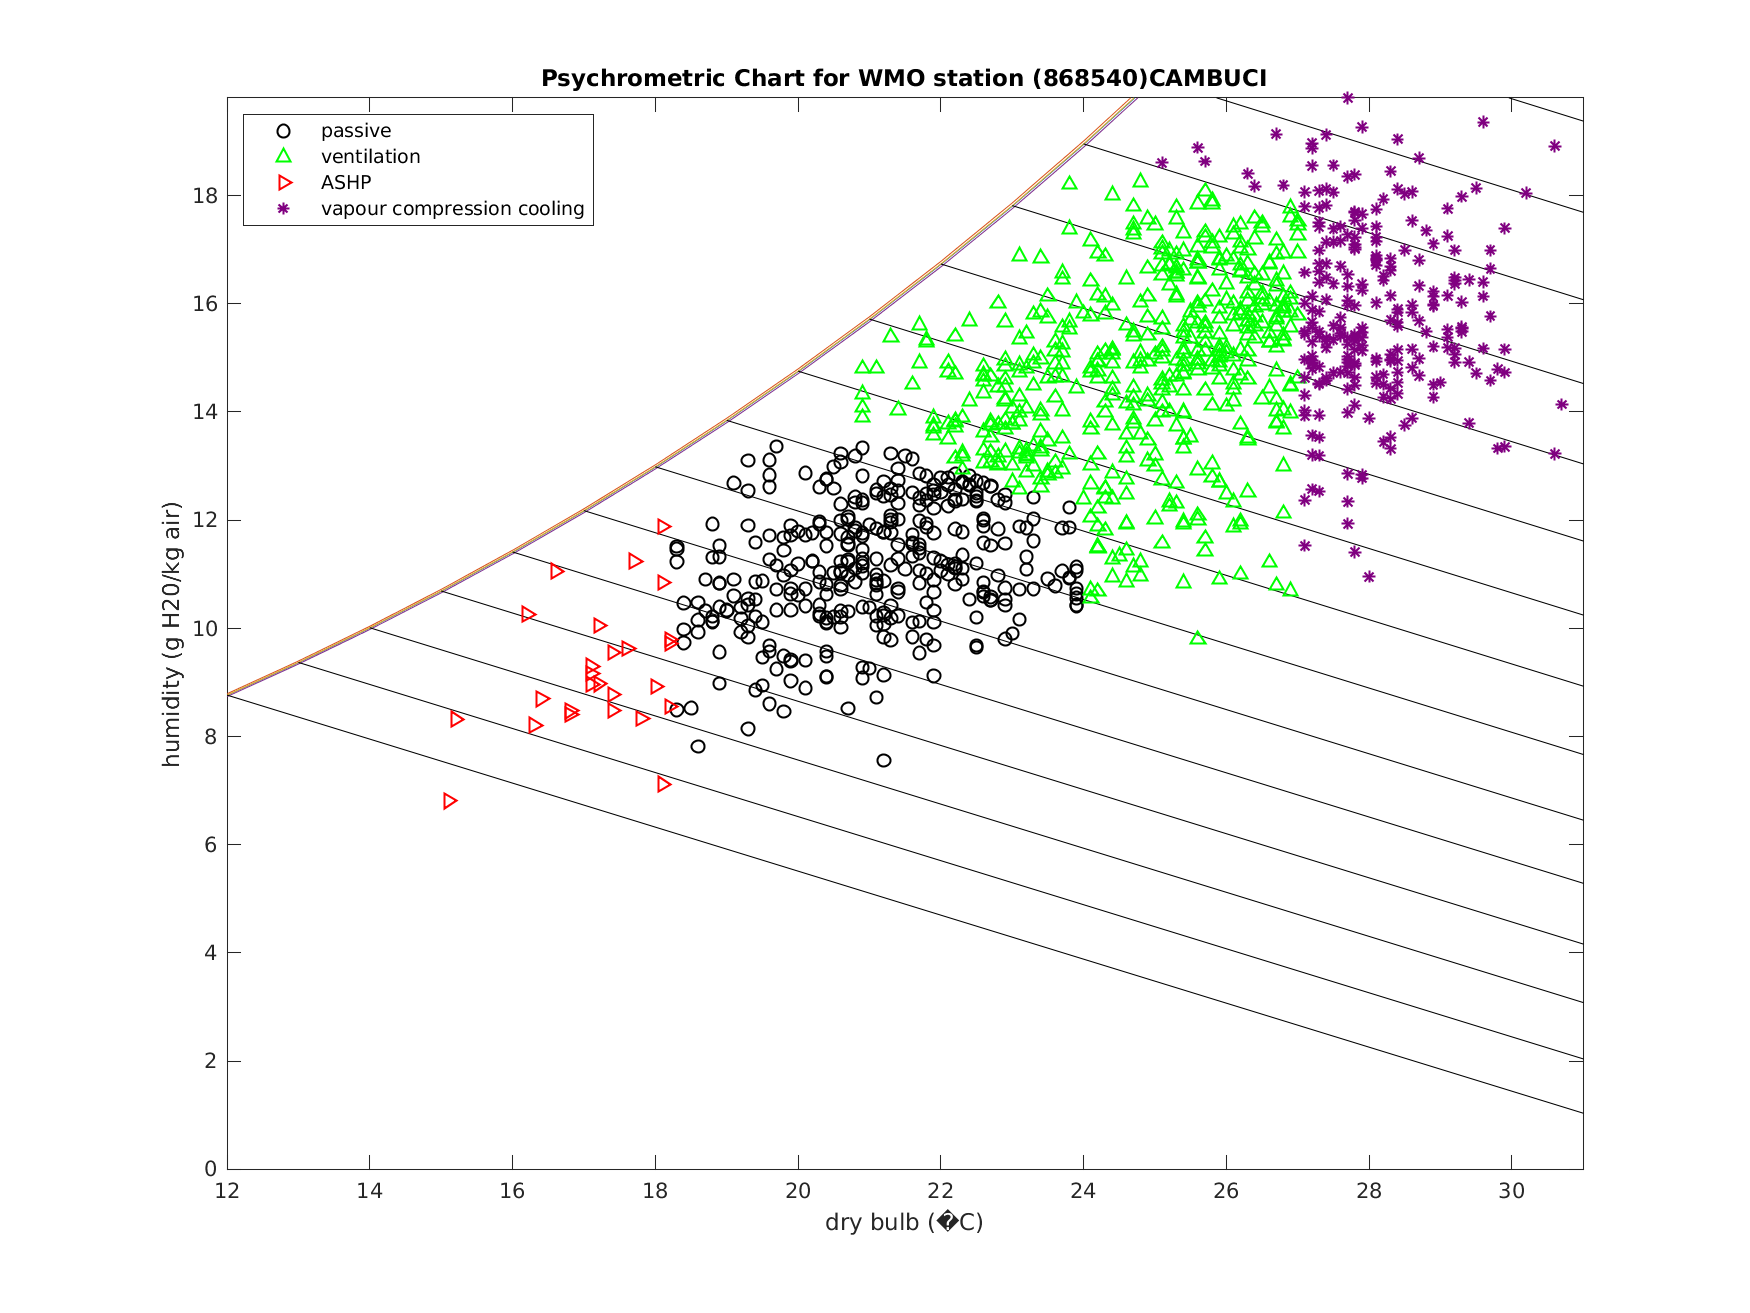 Psychrometric Chart for WMO station (868540)CAMBUCI
passive
ventilation
ASHP
vapour compression cooling
humidity (g H20/kg air)
18
16
14
12
10
8
6
4
2
0
12 14 16 18 20 22 24 26 28 30
dry bulb (�C)